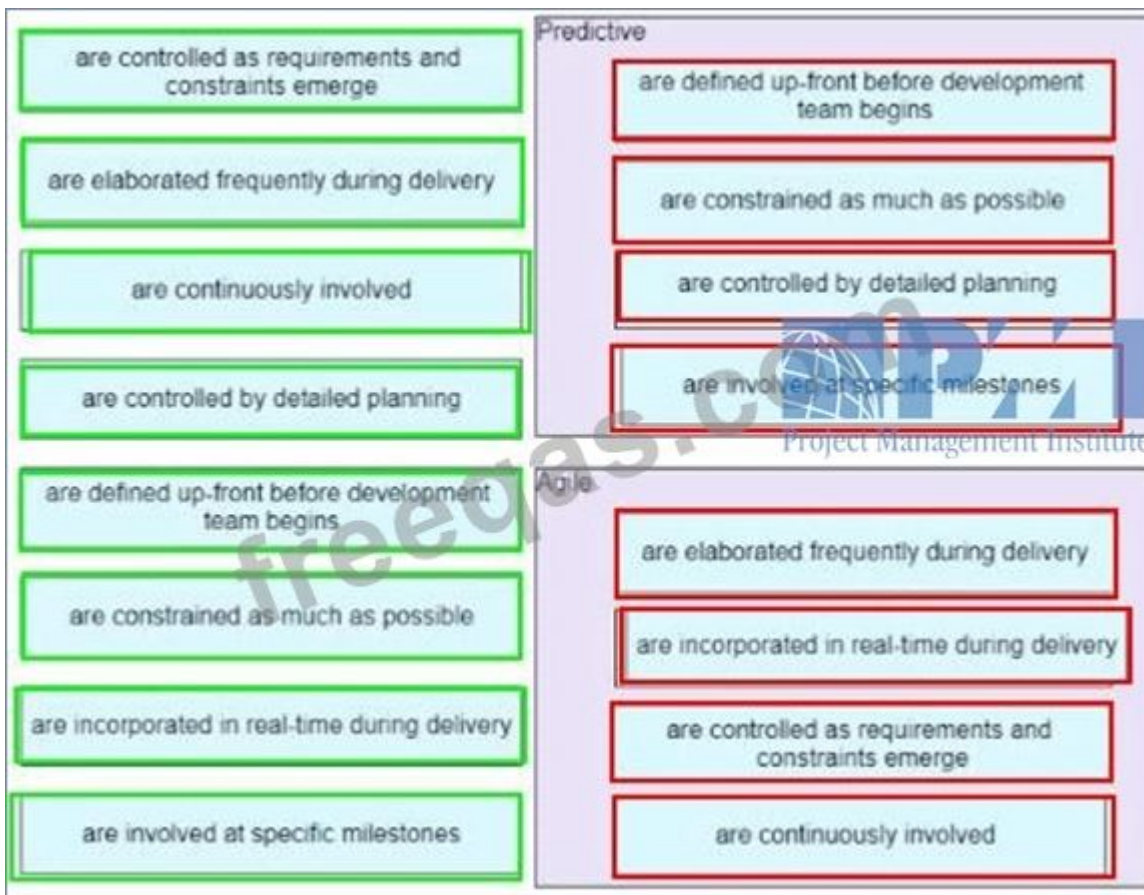 are controlled as requirements and
constraints emerge
are elaborated frequently during delivery
are continuously involved
are controlled by detailed planning
are defined up-front before development
team begins
are constrained as much as possible
are incorporated in real-time during delivery
are involved at specific milestones
Predictive
are defined up-front before development
team begins
are constrained as much as possible
are controlled by detailed planning
are involved at specific milestones
Project Management Institute
Agile
are elaborated frequently during delivery
are incorporated in real-time during delivery
are controlled as requirements and
constraints emerge
are continuously involved
freeqas.com